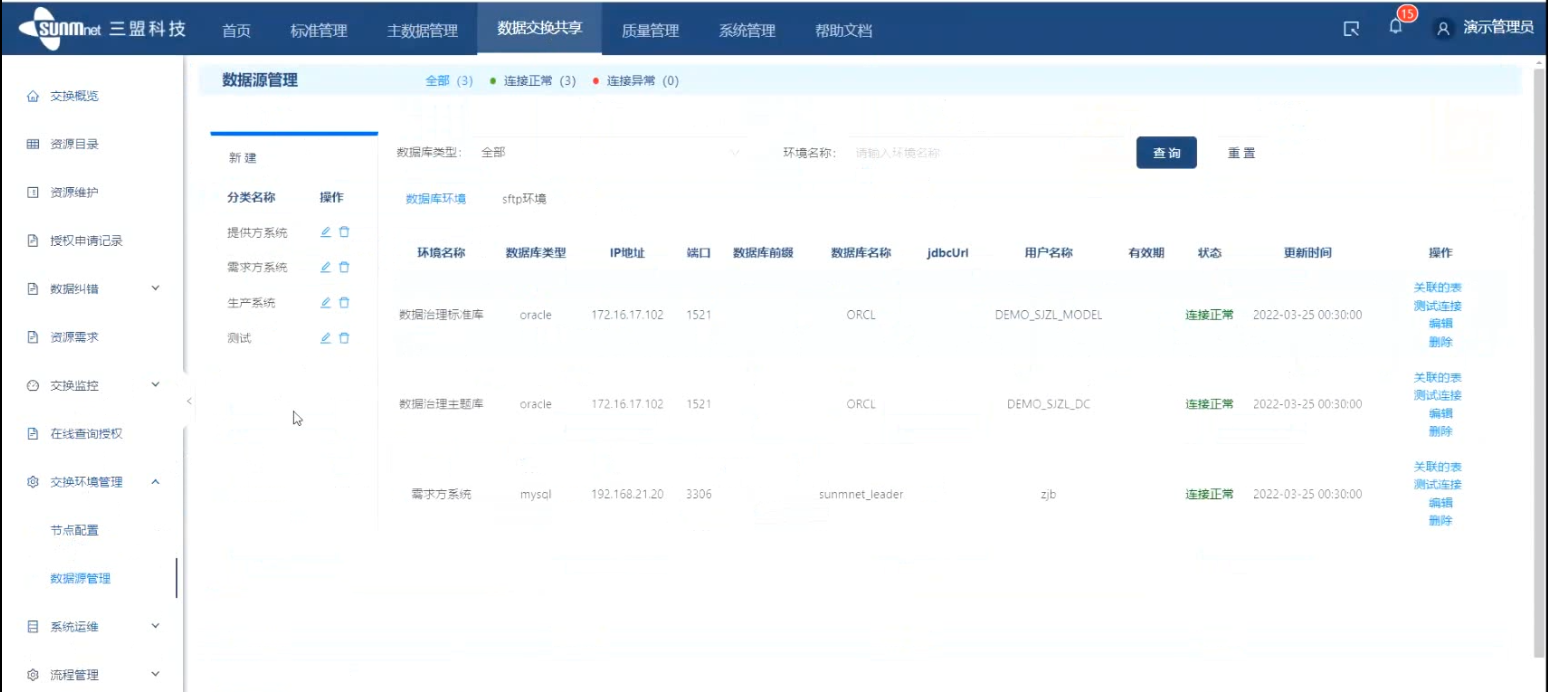 sunmnet 三盟科技
首页 标准管理 主数据管理 数据交换共享 质量管理 系统管理 帮助文档
15
演示管理员
交换概览
资源目录
资源维护
授权申请记录
数据纠错
资源需求
交换监控
在线查询授权
交换环境管理
节点配置
数据源管理
系统运维
流程管理
数据源管理 全部 (3) 连接正常 (3) 连接异常 (0)
新建
分类名称 操作
提供方系统
需求方系统
生产系统
测试
数据库类型: 全部 环境名称: 请输入环境名称 查询 重置
数据库环境 sftp环境
环境名称 数据库类型 IP地址 端口 数据库前缀 数据库名称 jdbcUrl 用户名称 有效期 状态 更新时间 操作
数据治理标准库 oracle 172.16.17.102 1521 ORCL DEMO_SJZL_MODEL 连接正常 2022-03-25 00:30:00
关联的表
测试连接
编辑
删除
数据治理主题库 oracle 172.16.17.102 1521 ORCL DEMO_SJZL_DC 连接正常 2022-03-25 00:30:00
关联的表
测试连接
编辑
删除
需求方系统 mysql 192.168.21.20 3306 sunmnet_leader zjb 连接正常 2022-03-25 00:30:00
关联的表
测试连接
编辑
删除